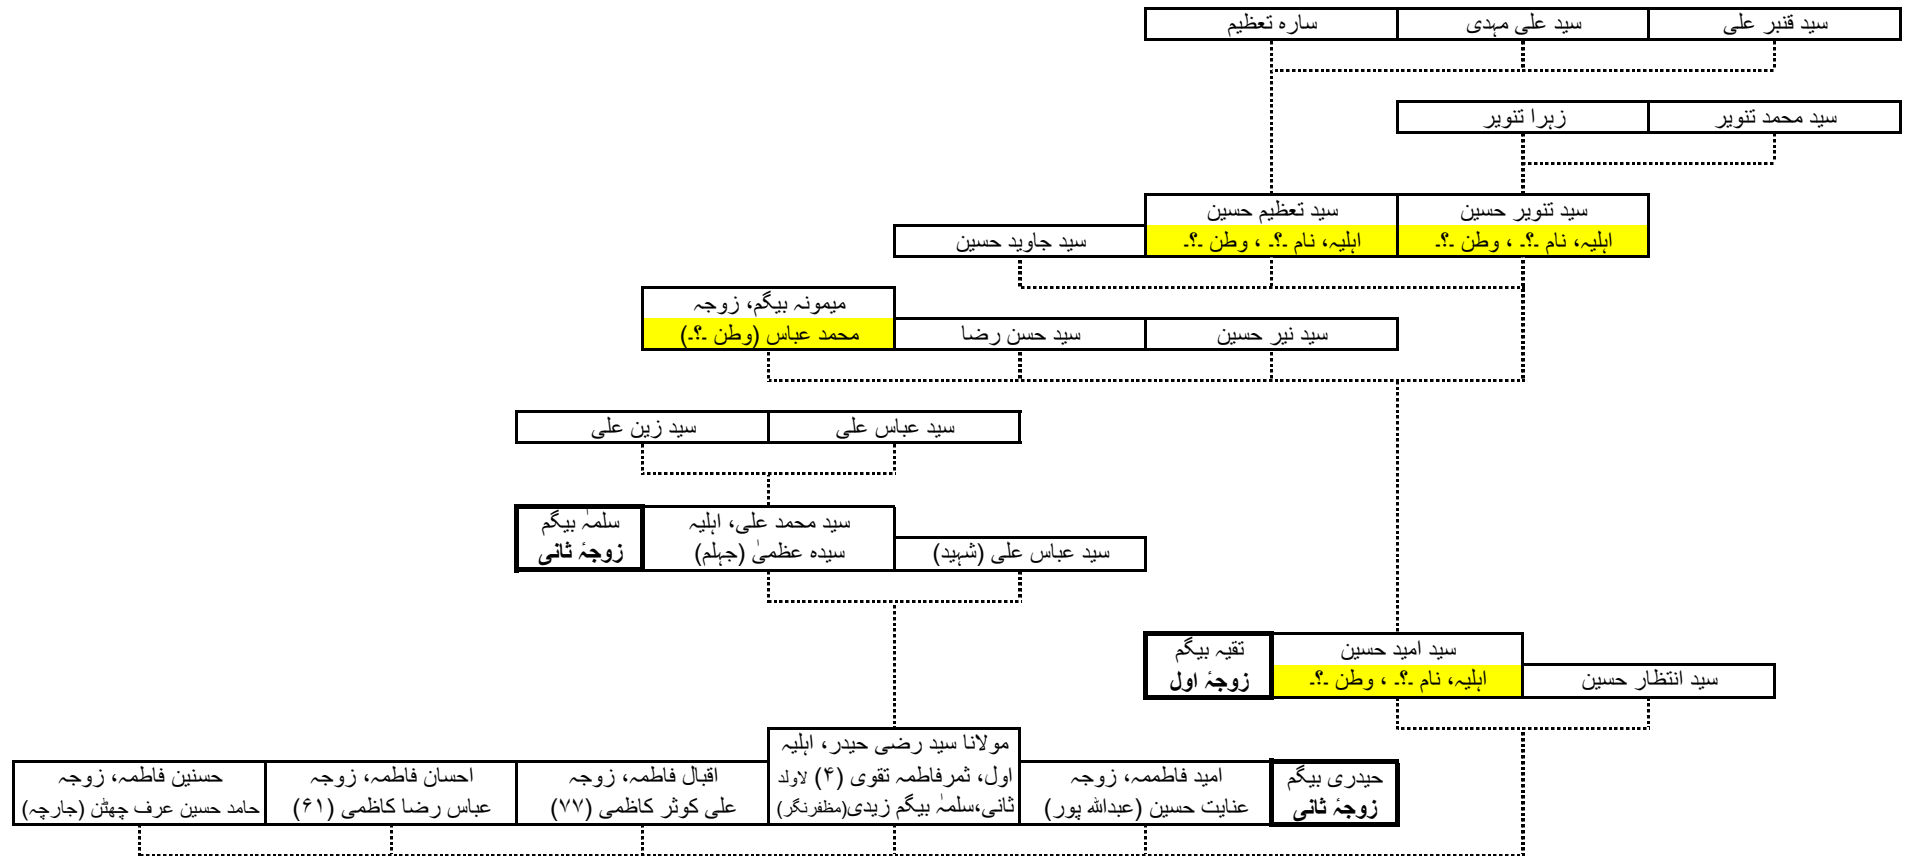 سید قنبر علی
سید علی مہدی
سارہ تعظیم
سید محمد تنویر
زہرا تنویر
سید تنویر حسین
اہلیہ، نام ـ؟ـ ، وطن ـ؟ـ
سید تعظیم حسین
اہلیہ، نام ـ؟ـ ، وطن ـ؟ـ
سید جاوید حسین
سید نیر حسین
سید حسن رضا
میمونہ بیگم، زوجہ
محمد عباس (وطن ـ؟ـ)
سید عباس علی
سید زین علی
سید عباس علی (شہید)
سید محمد علی، اہلیہ
سیدہ عظمیٰ (جہلم)
سلمہٰ بیگم
زوجۂ ثانی
سید انتظار حسین
سید امید حسین
اہلیہ، نام ـ؟ـ ، وطن ـ؟ـ
تقیہ بیگم
زوجۂ اول
حیدری بیگم
زوجۂ ثانی
امید فاطممہ، زوجہ
عنایت حسین (عبداللہ پور)
مولانا سید رضی حیدر، اہلیہ
اول، ثمرفاطمہ تقوی (۴) لاولد
ثانی،سلمہٰ بیگم زیدی(مظفرنگر)
اقبال فاطمہ، زوجہ
علی کوثر کاظمی (۷۷)
احسان فاطمہ، زوجہ
عباس رضا کاظمی (۶۱)
حسنین فاطمہ، زوجہ
حامد حسین عرف چھٹن (جارچہ)